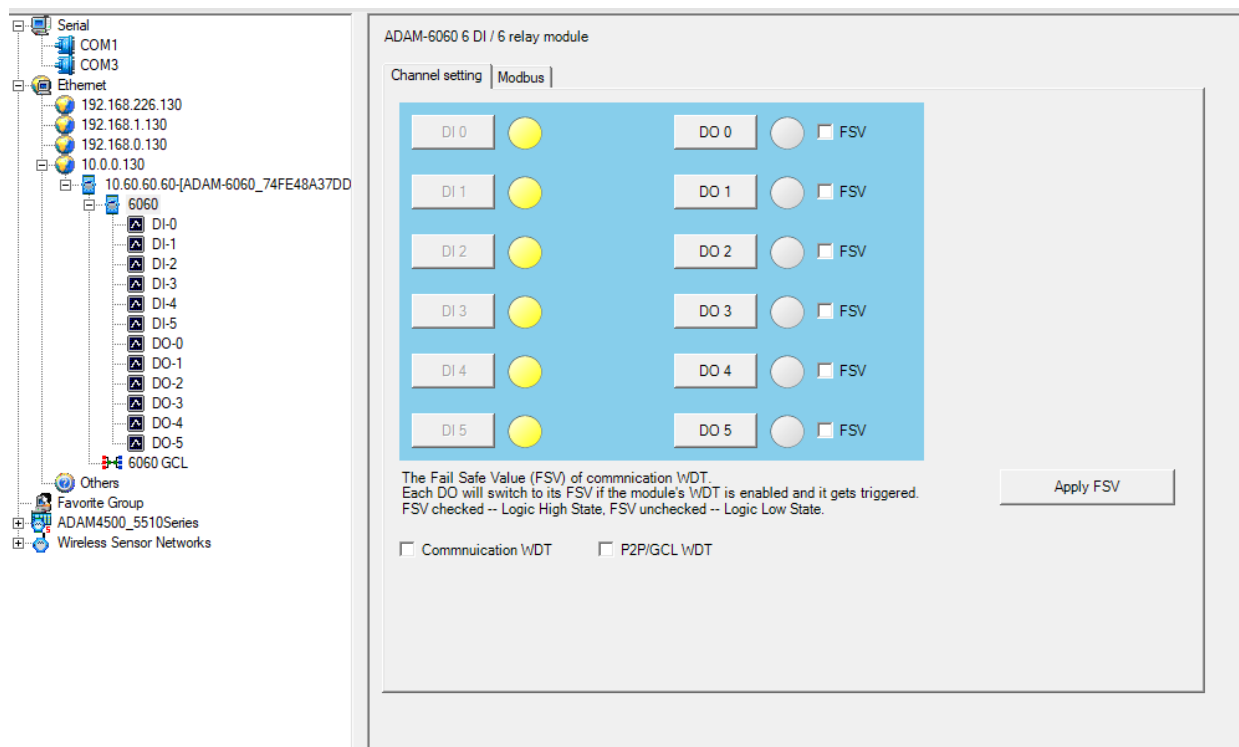 Serial
COM1
COM3
Ethernet
192.168.226.130
192.168.1.130
192.168.0.130
10.0.0.130
10.60.60.60-[ADAM-6060_74FE48A37DD
6060
DI-0
DI-1
DI-2
DI-3
DI-4
DI-5
DO-0
DO-1
DO-2
DO-3
DO-4
DO-5
6060 GCL
Others
Favorite Group
ADAM4500_5510Series
Wireless Sensor Networks
ADAM-6060 6 DI / 6 relay module
Channel setting Modbus
DI 0 DO 0 FSV
DI 1 DO 1 FSV
DI 2 DO 2 FSV
DI 3 DO 3 FSV
DI 4 DO 4 FSV
DI 5 DO 5 FSV
The Fail Safe Value (FSV) of commnication WDT.
Each DO will switch to its FSV if the module's WDT is enabled and it gets triggered.
FSV checked -- Logic High State, FSV unchecked -- Logic Low State.
Apply FSV
Commnuication WDT P2P/GCL WDT